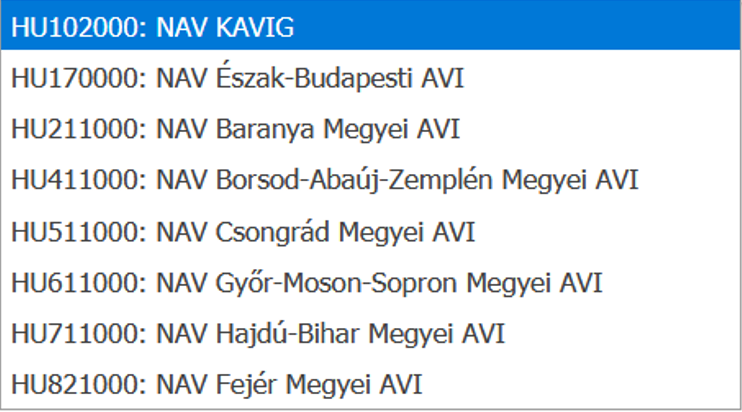 HU102000: NAV KAVIG
HU170000: NAV Észak-Budapesti AVI
HU211000: NAV Baranya Megyei AVI
HU411000: NAV Borsod-Abaúj-Zemplén Megyei AVI
HU511000: NAV Csongrád Megyei AVI
HU611000: NAV Győr-Moson-Sopron Megyei AVI
HU711000: NAV Hajdú-Bihar Megyei AVI
HU821000: NAV Fejér Megyei AVI